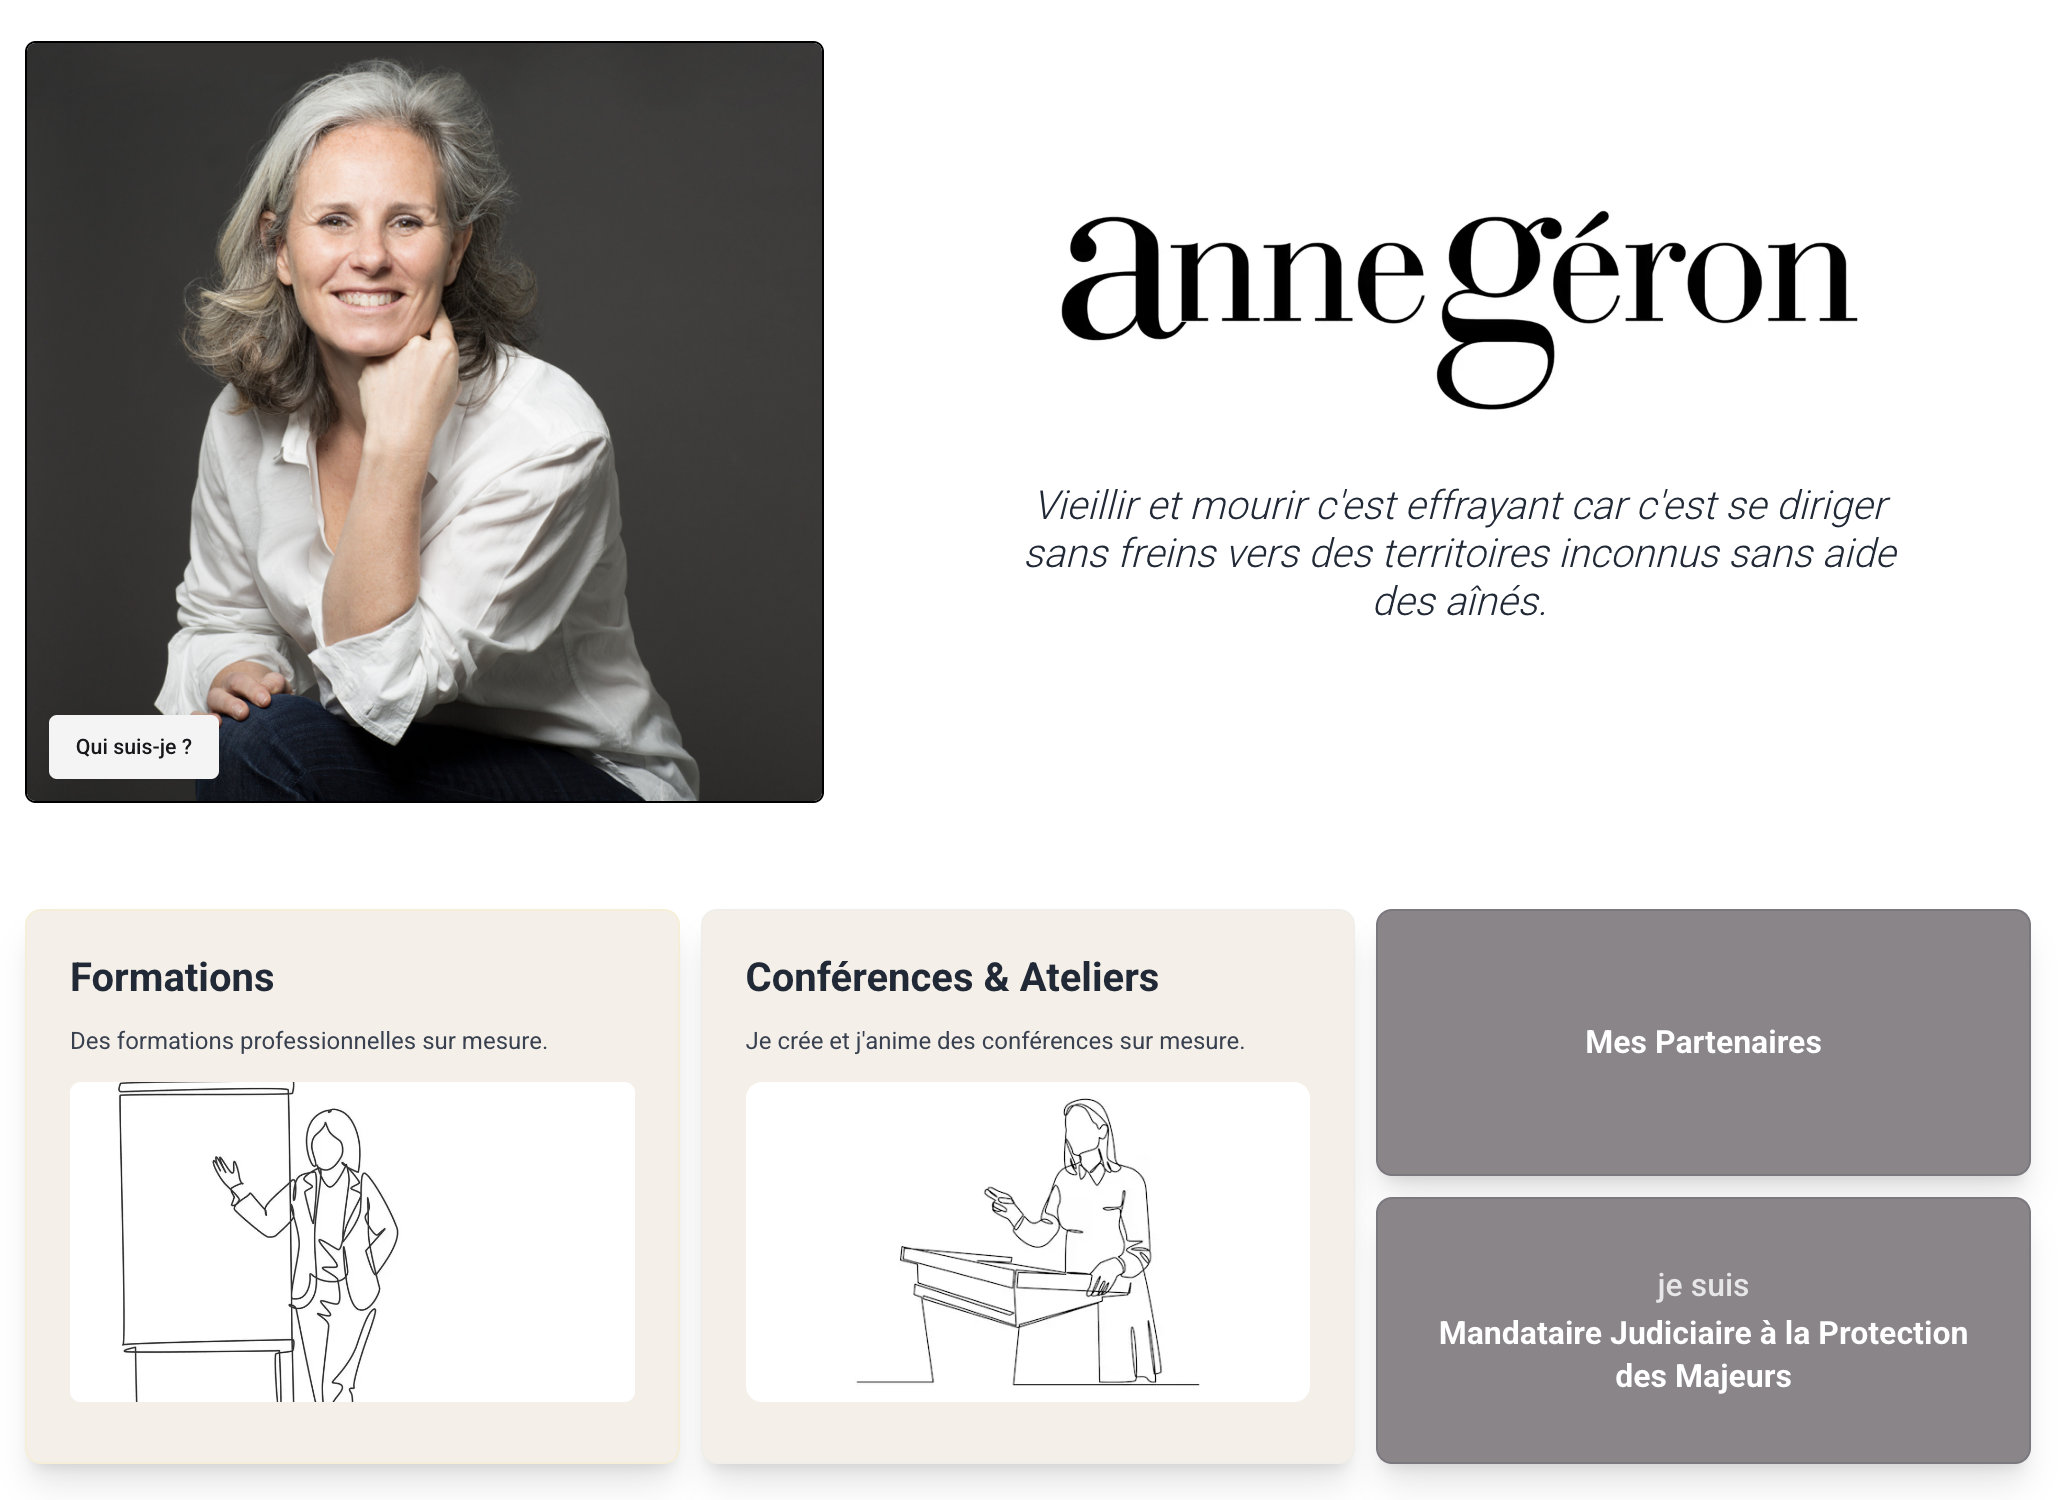 anne géron
Vieillir et mourir c'est effrayant car c'est se diriger
sans freins vers des territoires inconnus sans aide
des aînés.
Qui suis-je ?
Formations
Des formations professionnelles sur mesure.
Conférences & Ateliers
Je crée et j'anime des conférences sur mesure.
Mes Partenaires
je suis
Mandataire Judiciaire à la Protection
des Majeurs